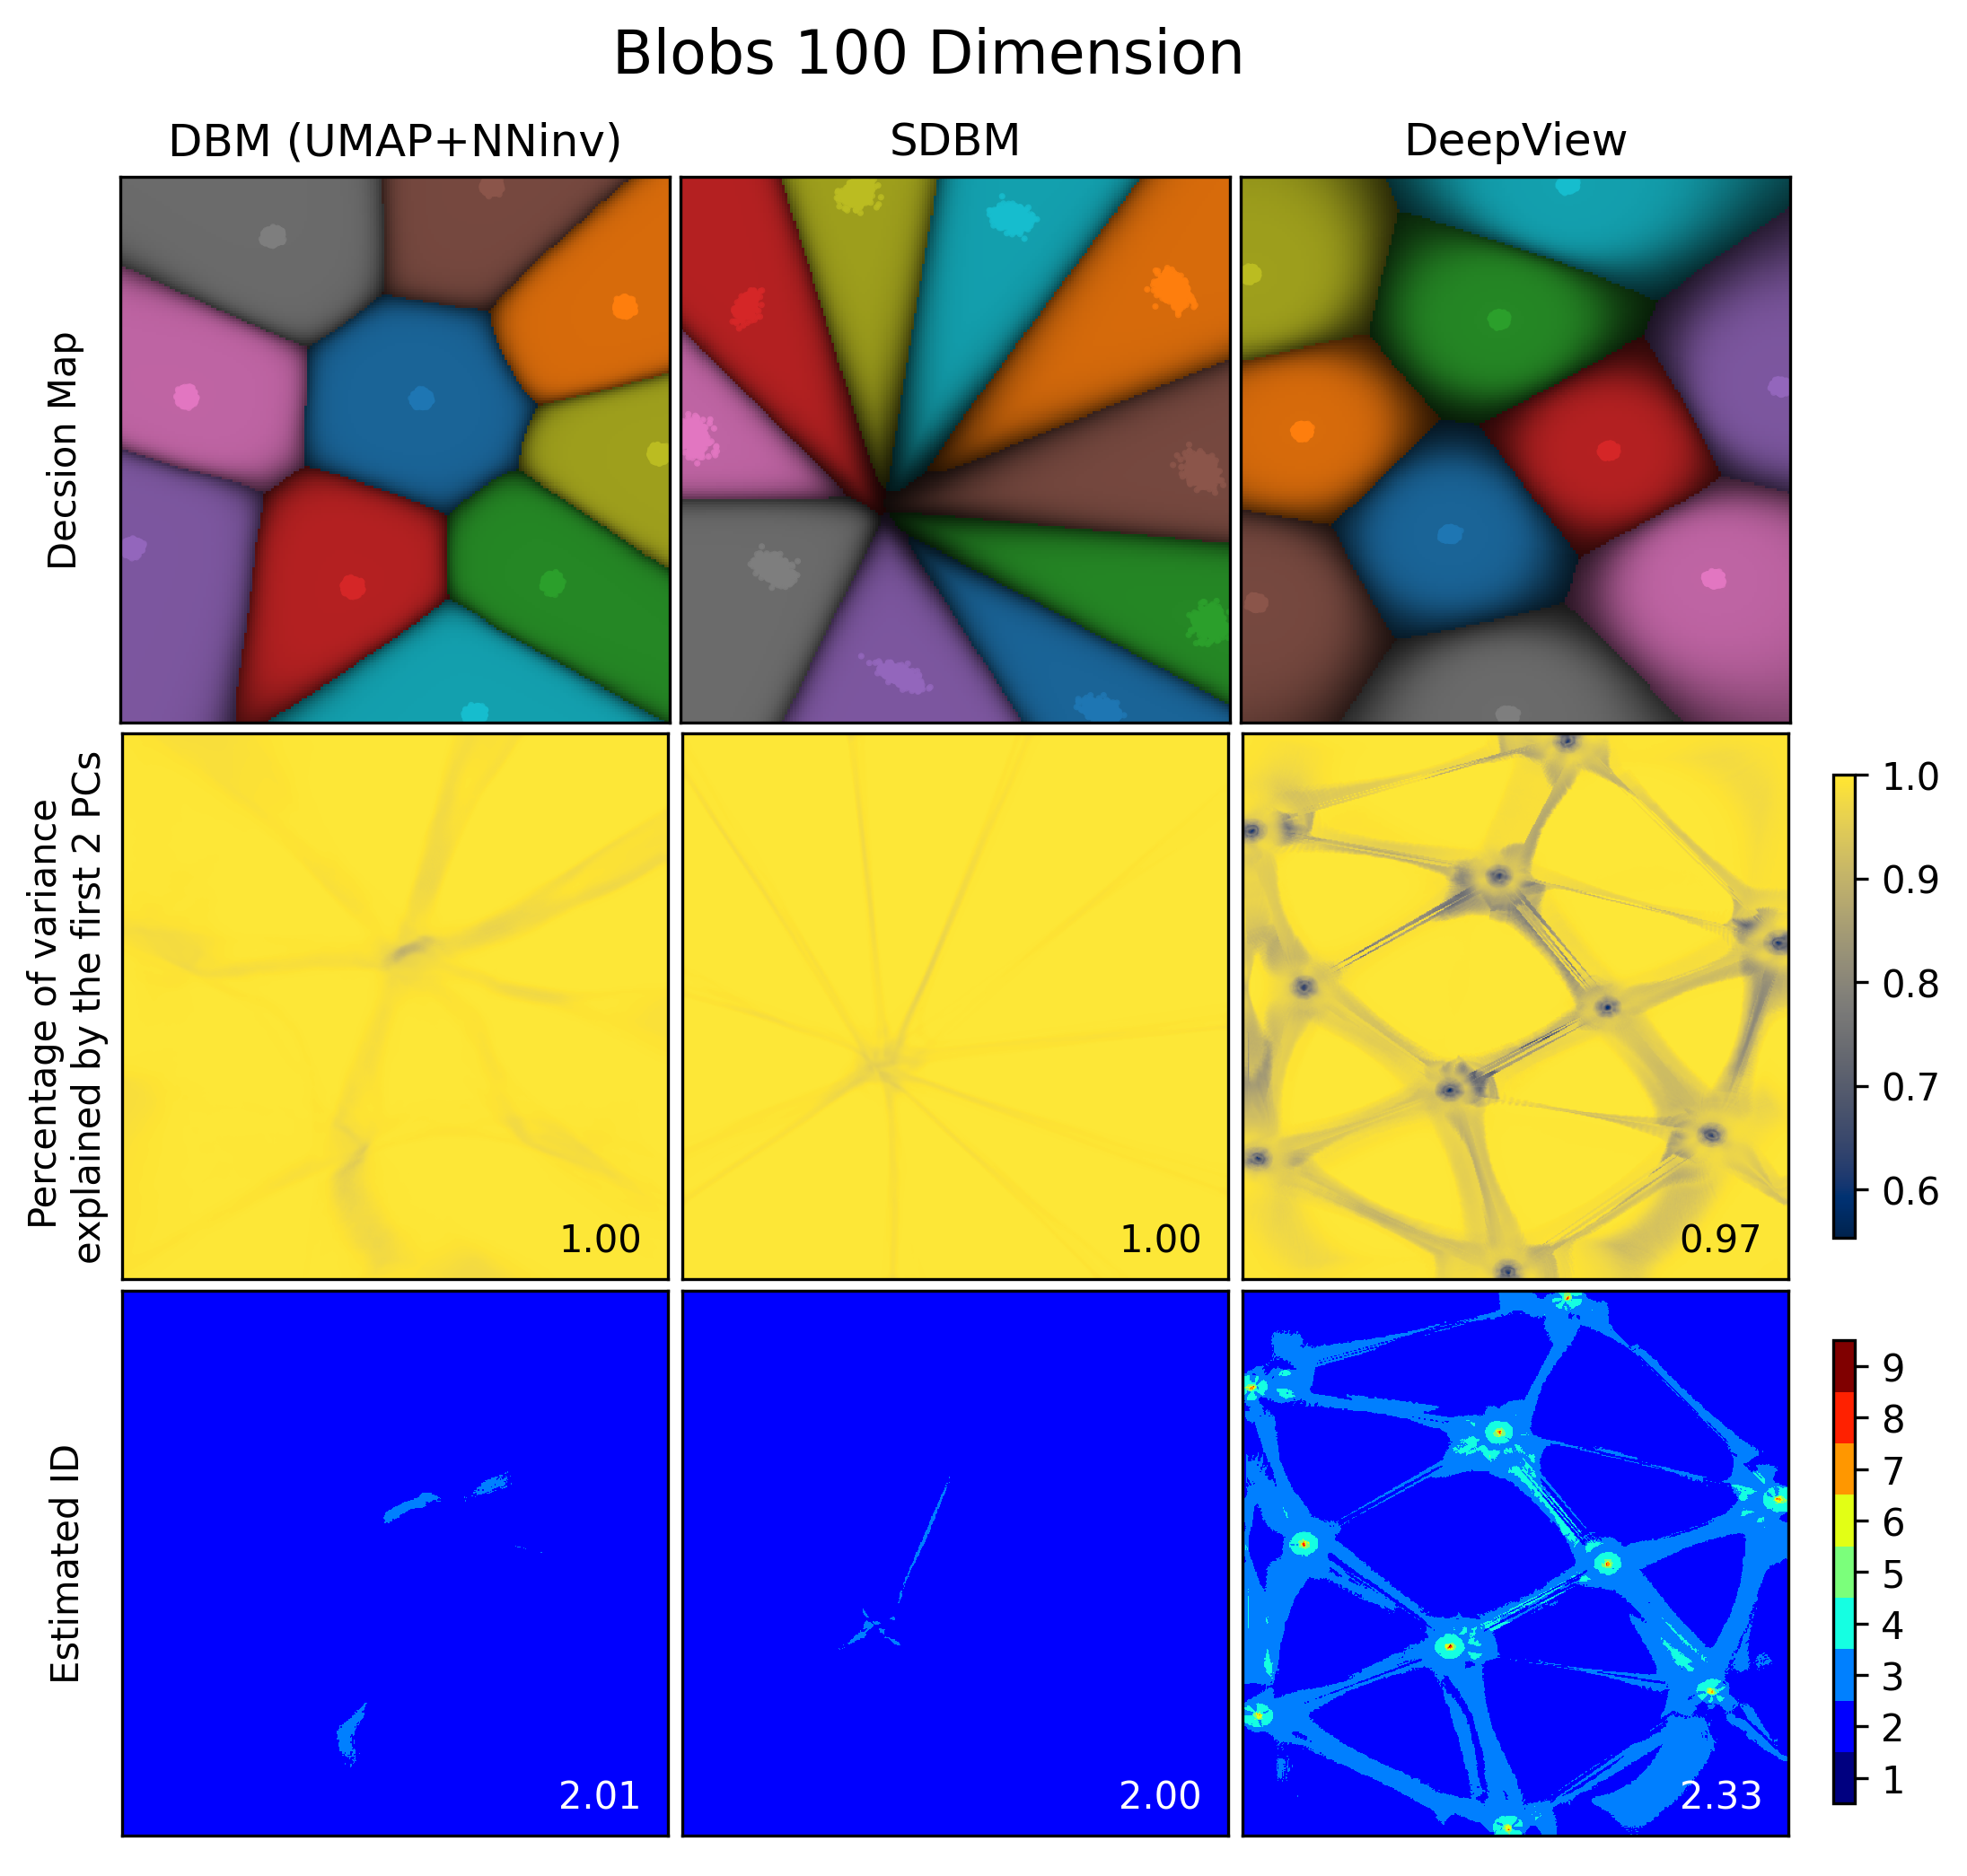 Blobs 100 Dimension
DBM (UMAP+NNinv)
SDBM
DeepView
Decsion Map
Percentage of variance
explained by the first 2 PCs
1.00
1.00
0.97
1.0
0.9
0.8
0.7
0.6
Estimated ID
2.01
2.00
2.33
9
8
7
6
5
4
3
2
1